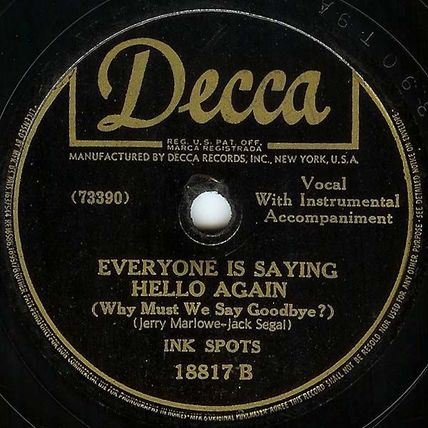 Decca
REG. U.S. PAT. OFF.
MARCA REGISTRADA
MANUFACTURED BY DECCA RECORDS, INC., NEW YORK, U.S.A.
(73390)
Vocal
With Instrumental
Accompaniment
EVERYONE IS SAYING
HELLO AGAIN
(Why Must We Say Goodbye?)
(Jerry Marlowe-Jack Segal)
INK SPOTS
18817 B